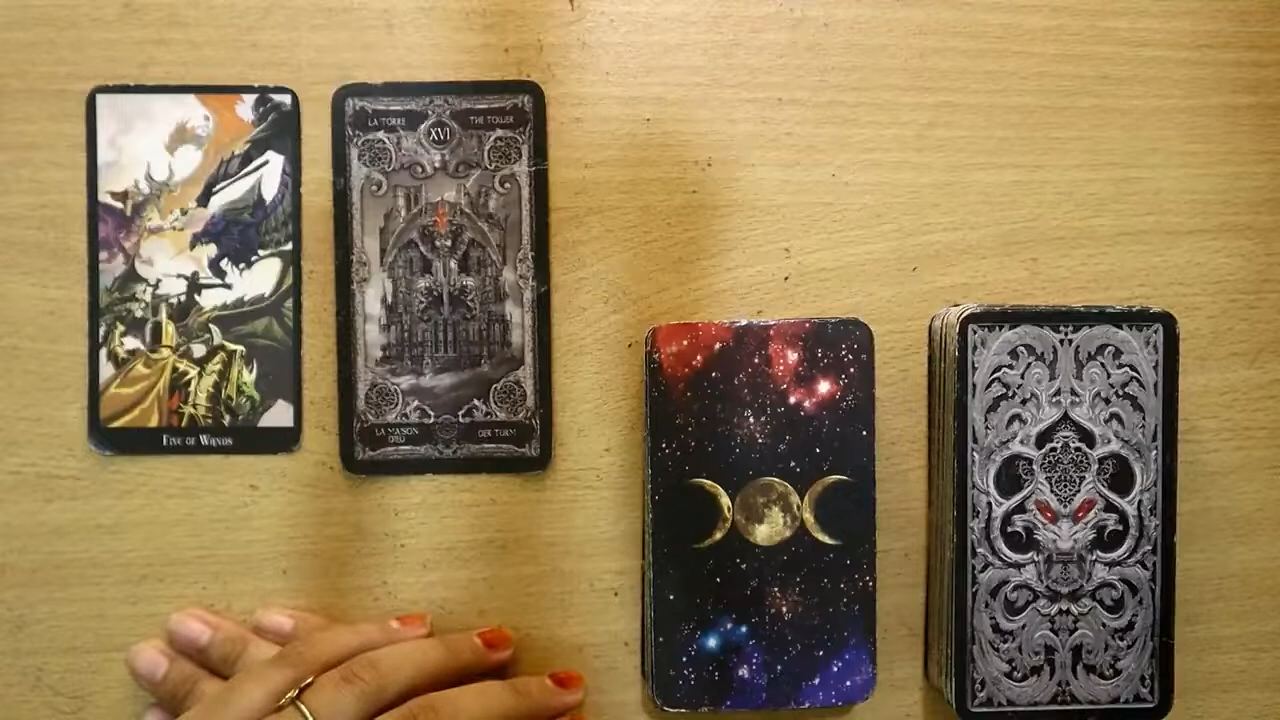 FIVE OF WANDS
LA TORRE
XVI
THE TOWER
LA MAISON
DIEU
DER TURM